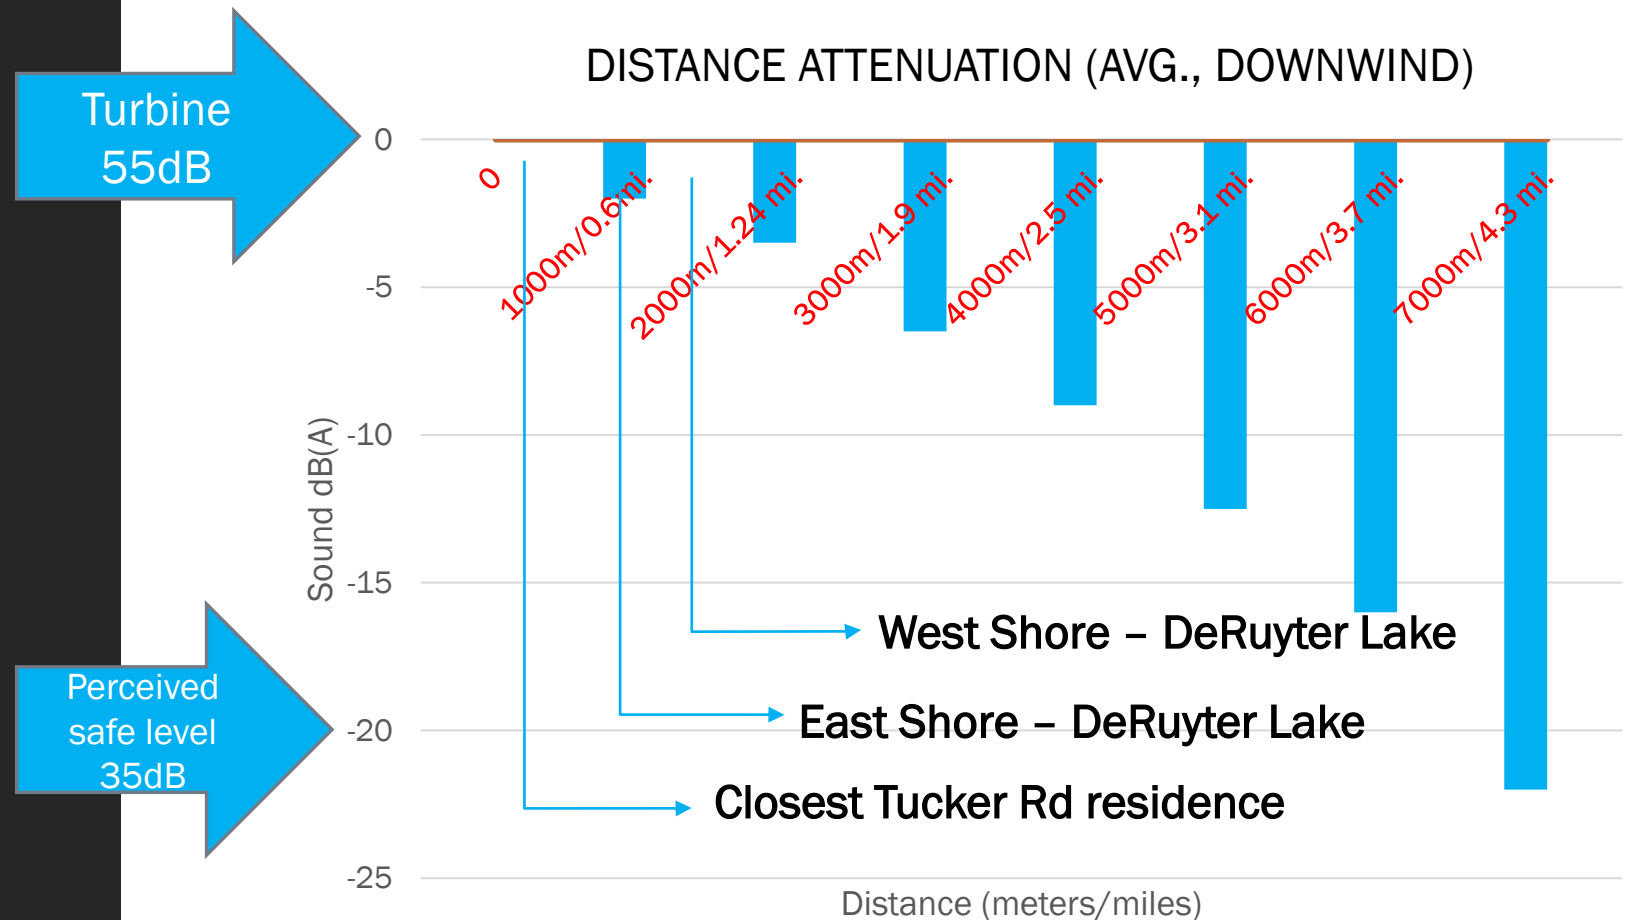 DISTANCE ATTENUATION (AVG., DOWNWIND)
Turbine
55dB
0
-5
-10
-15
-20
-25
Sound dB(A)
0
1000m/0.6mi.
2000m/1.24 mi.
3000m/1.9 mi.
4000m/2.5 mi.
5000m/3.1 mi.
6000m/3.7 mi.
7000m/4.3 mi.
West Shore – DeRuyter Lake
East Shore – DeRuyter Lake
Closest Tucker Rd residence
Perceived
safe level
35dB
Distance (meters/miles)